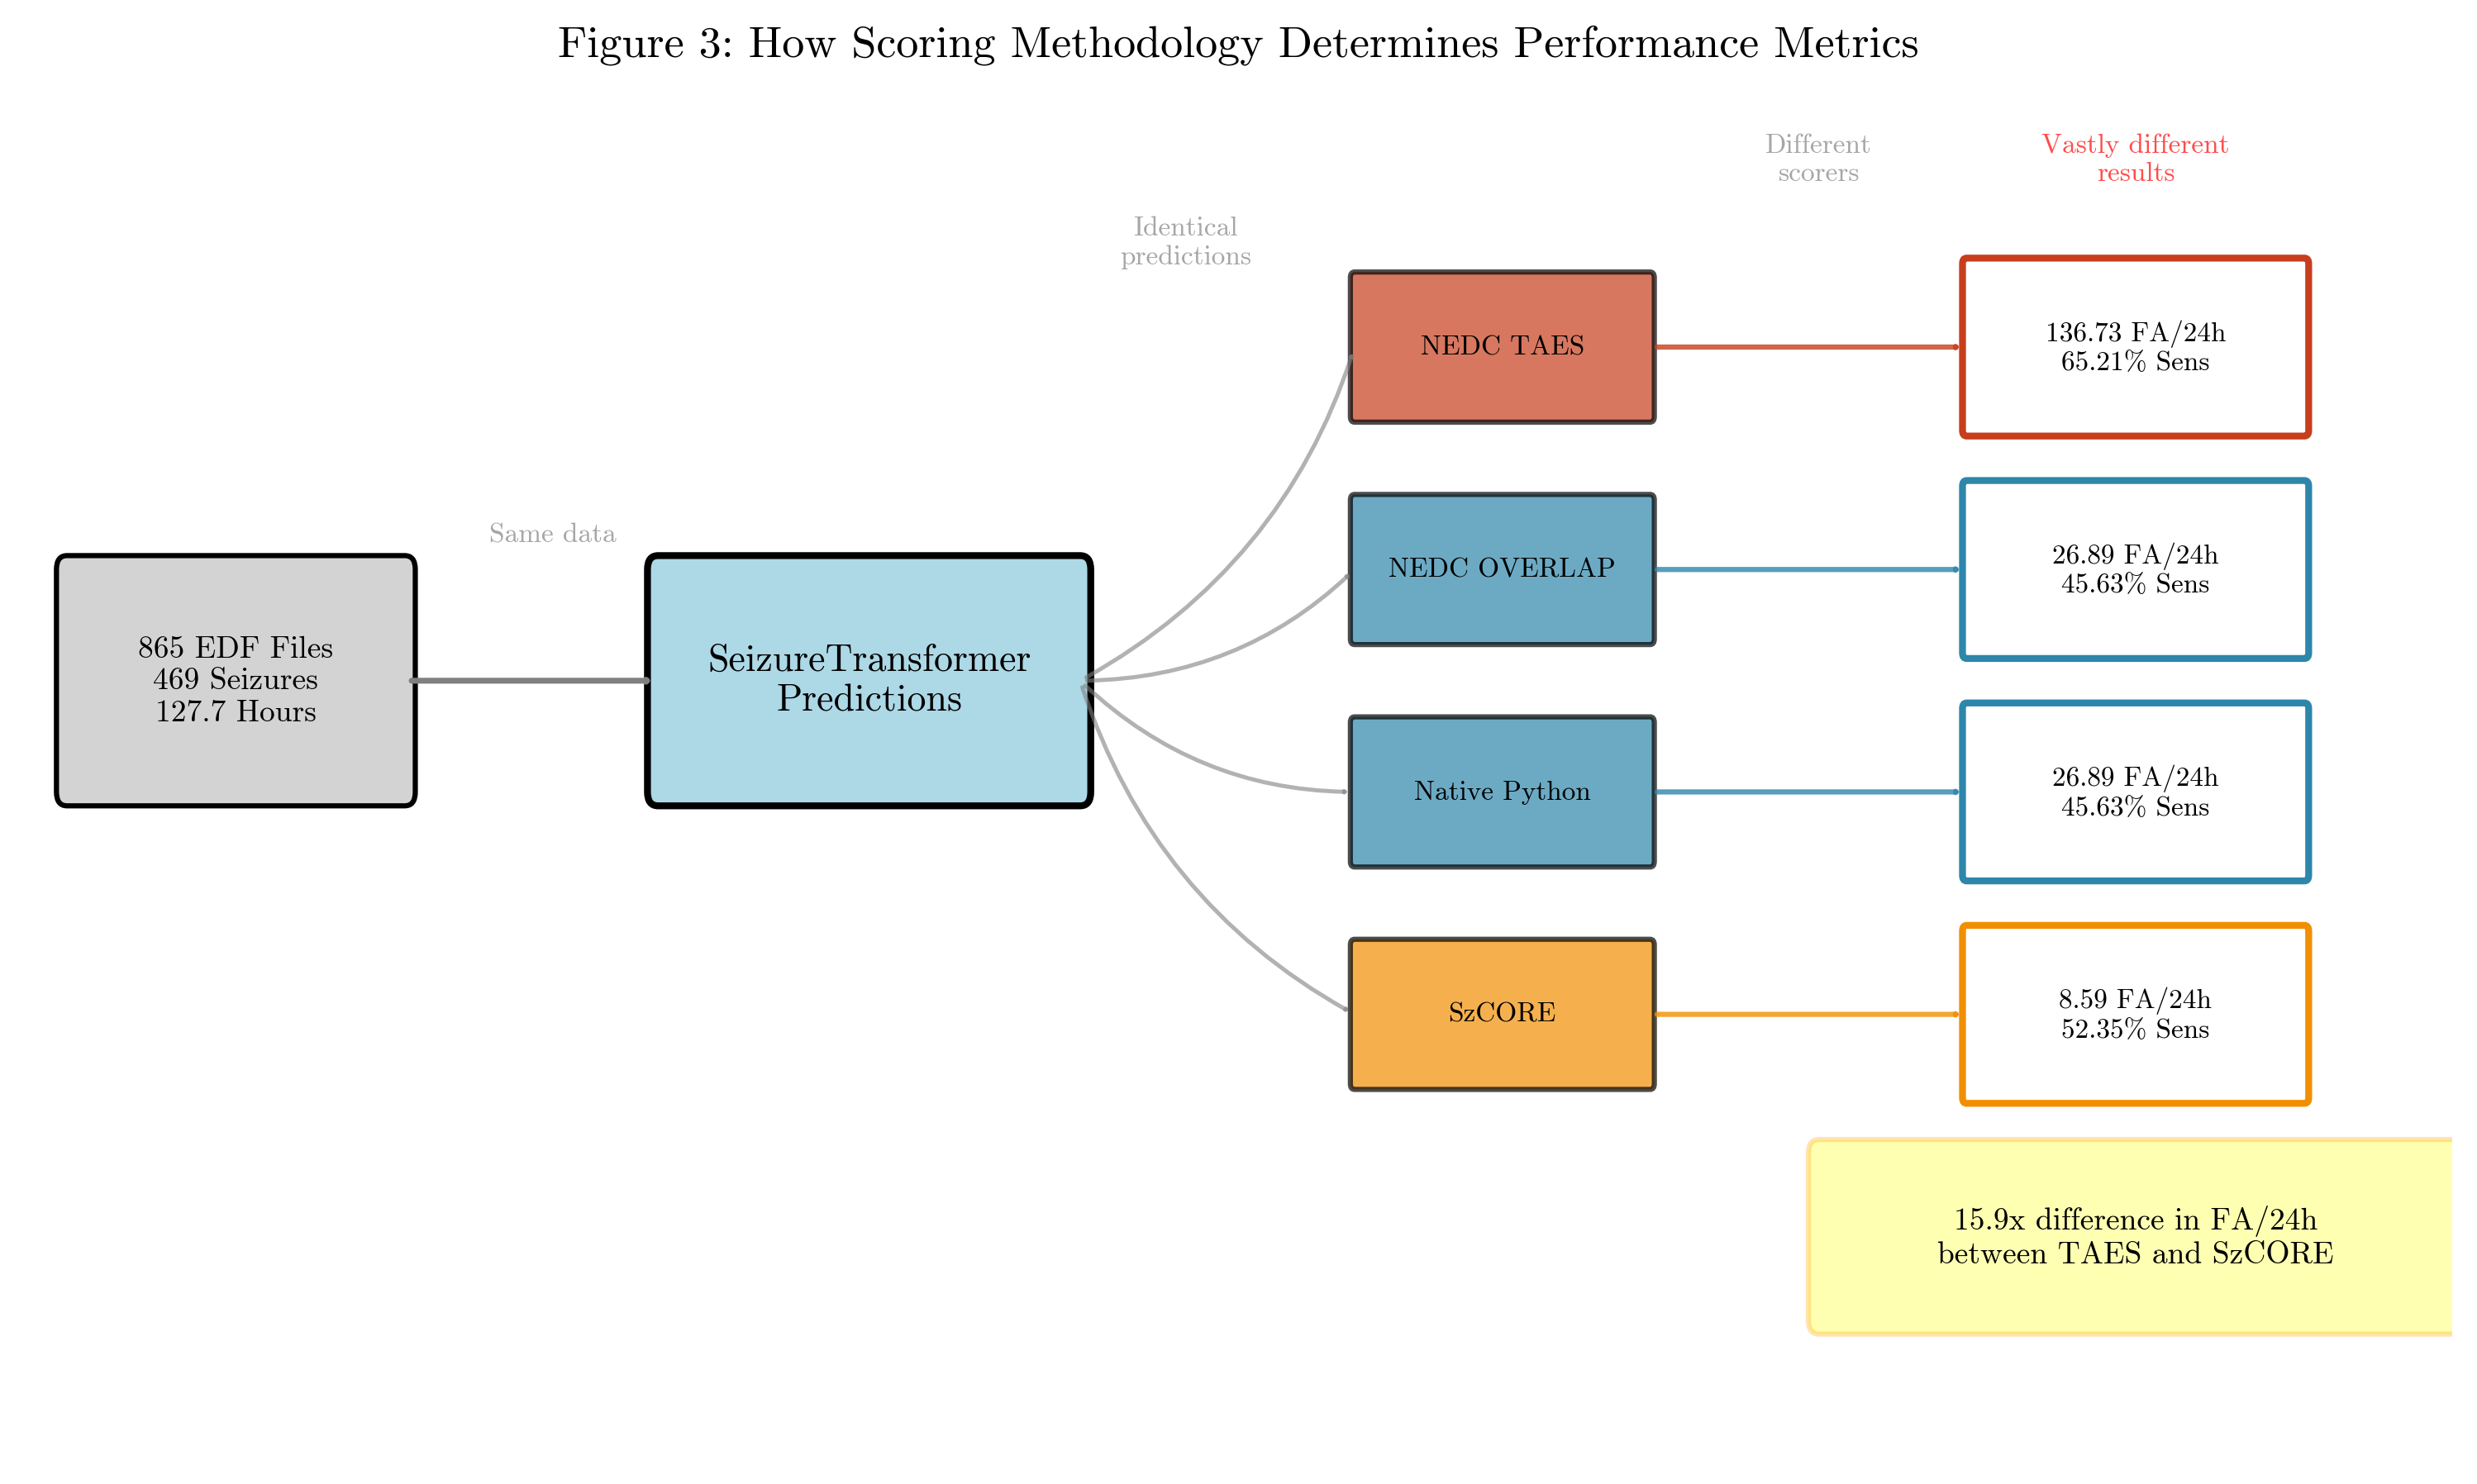 Figure 3: How Scoring Methodology Determines Performance Metrics
Different
scorers
Vastly different
results
Identical
predictions
Same data
865 EDF Files
469 Seizures
127.7 Hours
SeizureTransformer
Predictions
NEDC TAES
136.73 FA/24h
65.21% Sens
NEDC OVERLAP
26.89 FA/24h
45.63% Sens
Native Python
26.89 FA/24h
45.63% Sens
SzCORE
8.59 FA/24h
52.35% Sens
15.9x difference in FA/24h
between TAES and SzCORE